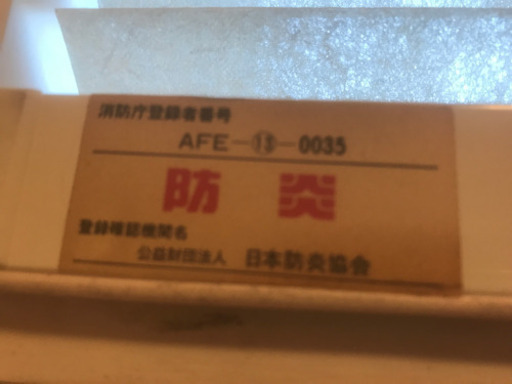 消防庁登録者番号
AFE-⑬-0035
防 炎
登録確認機関名
公益財団法人 日本防炎協会